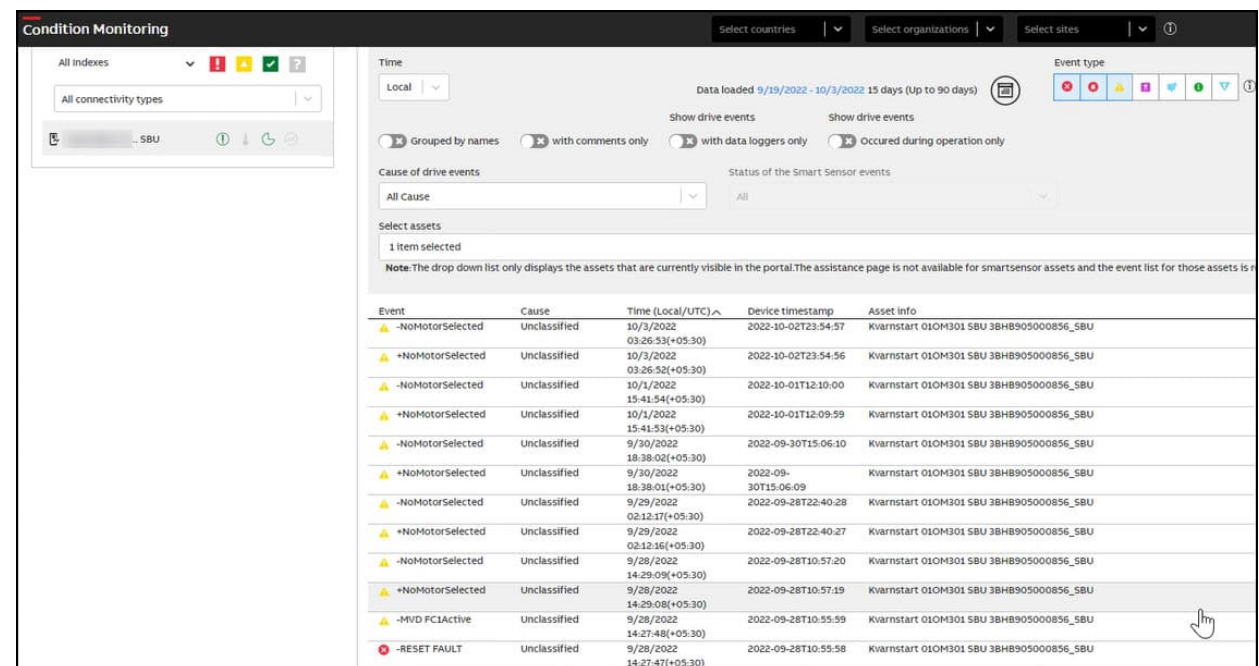 Condition Monitoring
Select countries
Select organizations
Select sites
All Indexes
All connectivity types
.. SBU
Time
Local
Data loaded 9/19/2022 - 10/3/2022 15 days (Up to 90 days)
Event type
Show drive events
Show drive events
Grouped by names
with comments only
with data loggers only
Occured during operation only
Cause of drive events
Status of the Smart Sensor events
All Cause
All
Select assets
1 item selected
Note:The drop down list only displays the assets that are currently visible in the portal.The assistance page is not available for smartsensor assets and the event list for those assets is
Event Cause Time (Local/UTC) Device timestamp Asset info
-NoMotorSelected Unclassified 10/3/2022 2022-10-02T23:54:57 Kvarnstart 01OM301 SBU 3BHB905000856_SBU
03:26:53(+05:30)
+NoMotorSelected Unclassified 10/3/2022 2022-10-02T23:54:56 Kvarnstart 01OM301 SBU 3BHB905000856_SBU
03:26:52(+05:30)
-NoMotorSelected Unclassified 10/1/2022 2022-10-01T12:10:00 Kvarnstart 01OM301 SBU 3BHB905000856_SBU
15:41:54(+05:30)
+NoMotorSelected Unclassified 10/1/2022 2022-10-01T12:09:59 Kvarnstart 01OM301 SBU 3BHB905000856_SBU
15:41:53(+05:30)
-NoMotorSelected Unclassified 9/30/2022 2022-09-30T15:06:10 Kvarnstart 01OM301 SBU 3BHB905000856_SBU
18:38:02(+05:30)
+NoMotorSelected Unclassified 9/30/2022 2022-09- Kvarnstart 01OM301 SBU 3BHB905000856_SBU
18:38:01(+05:30) 30T15:06:09
-NoMotorSelected Unclassified 9/29/2022 2022-09-28T22:40:28 Kvarnstart 01OM301 SBU 3BHB905000856_SBU
02:12:17(+05:30)
+NoMotorSelected Unclassified 9/29/2022 2022-09-28T22:40:27 Kvarnstart 01OM301 SBU 3BHB905000856_SBU
02:12:16(+05:30)
-NoMotorSelected Unclassified 9/28/2022 2022-09-28T10:57:20 Kvarnstart 01OM301 SBU 3BHB905000856_SBU
14:29:09(+05:30)
+NoMotorSelected Unclassified 9/28/2022 2022-09-28T10:57:19 Kvarnstart 01OM301 SBU 3BHB905000856_SBU
14:29:08(+05:30)
-MVD FC1Active Unclassified 9/28/2022 2022-09-28T10:55:59 Kvarnstart 01OM301 SBU 3BHB905000856_SBU
14:27:48(+05:30)
-RESET FAULT Unclassified 9/28/2022 2022-09-28T10:55:58 Kvarnstart 01OM301 SBU 3BHB905000856_SBU
14:27:47(+05:30)